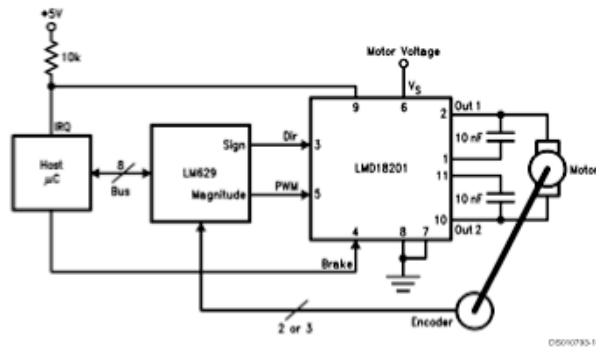 +5V
10k
Motor Voltage
VS
IRQ
9
6
2
Out 1
10 nF
Host
μC
8
Bus
Sign
Dir
3
LM629
LMD18201
1
11
Motor
Magnitude
PWM
5
10 nF
4
8
7
10
Out 2
Brake
2 or 3
Encoder